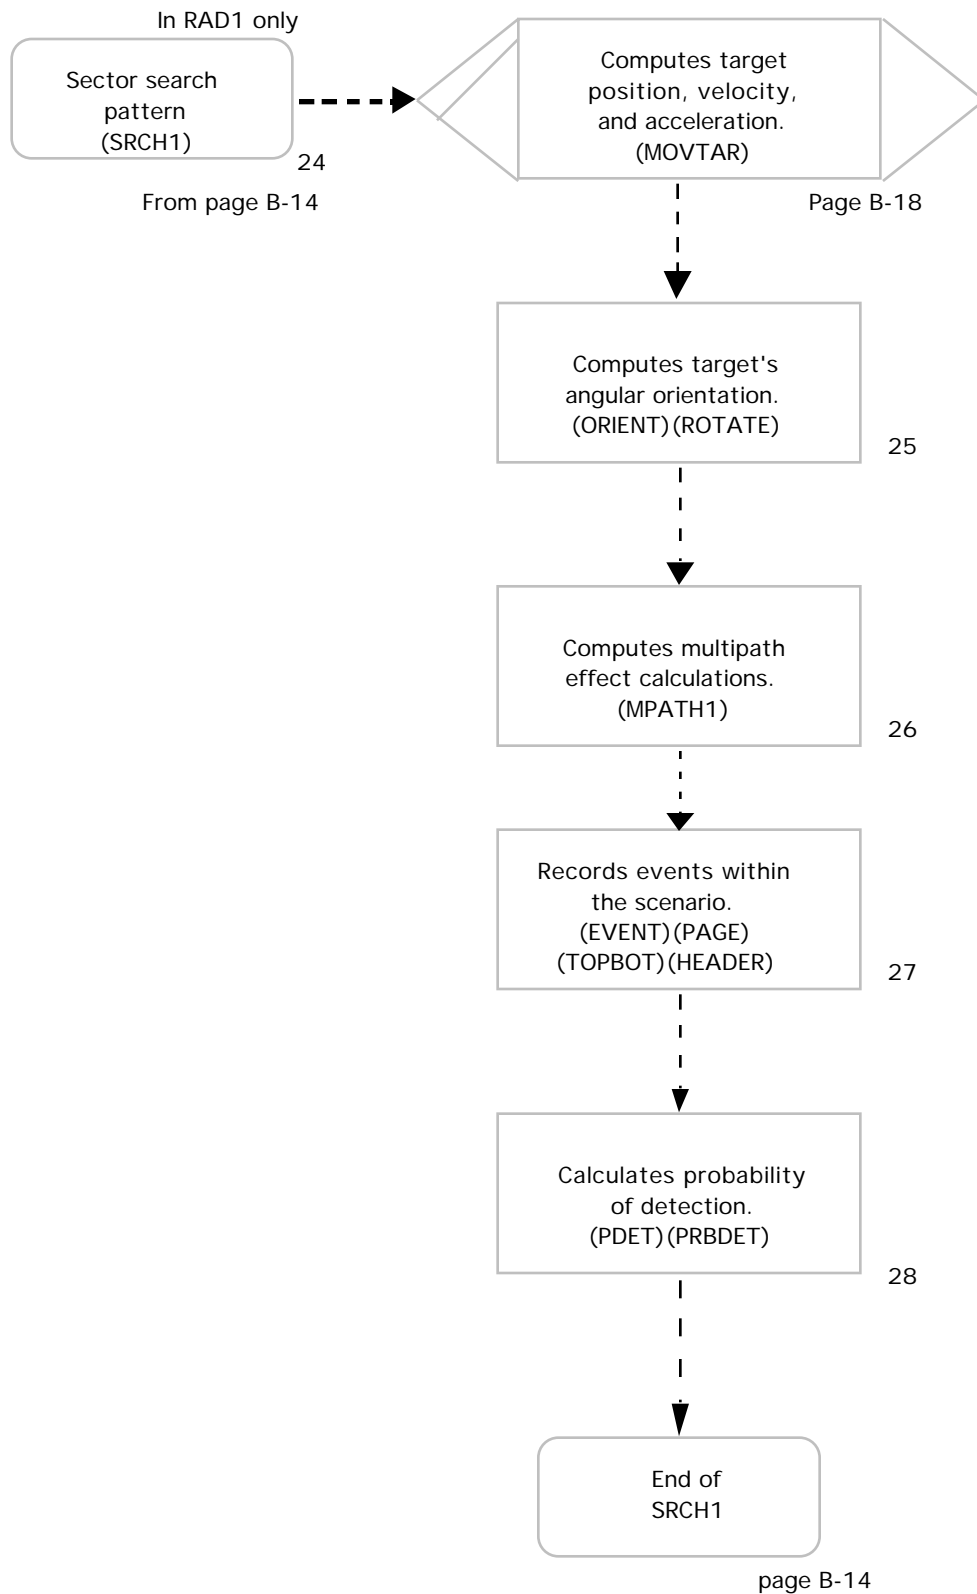 In RAD1 only
Sector search
pattern
(SRCH1)
24
From page B-14
Computes target
position, velocity,
and acceleration.
(MOVTAR)
Page B-18
Computes target's
angular orientation.
(ORIENT)(ROTATE)
25
Computes multipath
effect calculations.
(MPATH1)
26
Records events within
the scenario.
(EVENT)(PAGE)
(TOPBOT)(HEADER)
27
Calculates probability
of detection.
(PDET)(PRBDET)
28
End of
SRCH1
page B-14